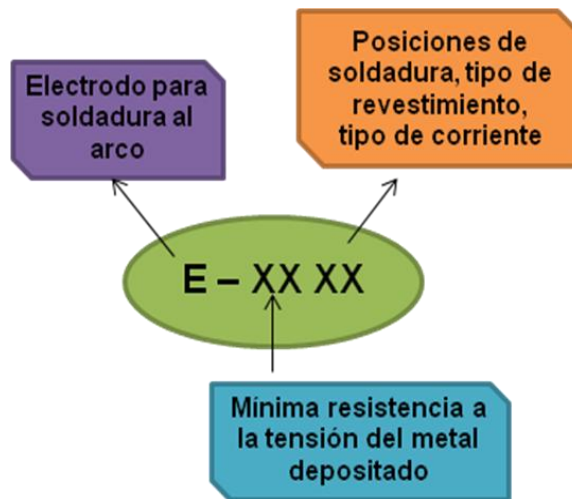 Posiciones de
soldadura, tipo de
revestimiento,
tipo de corriente
Electrodo para
soldadura al
arco
E – XX XX
Mínima resistencia a
la tensión del metal
depositado